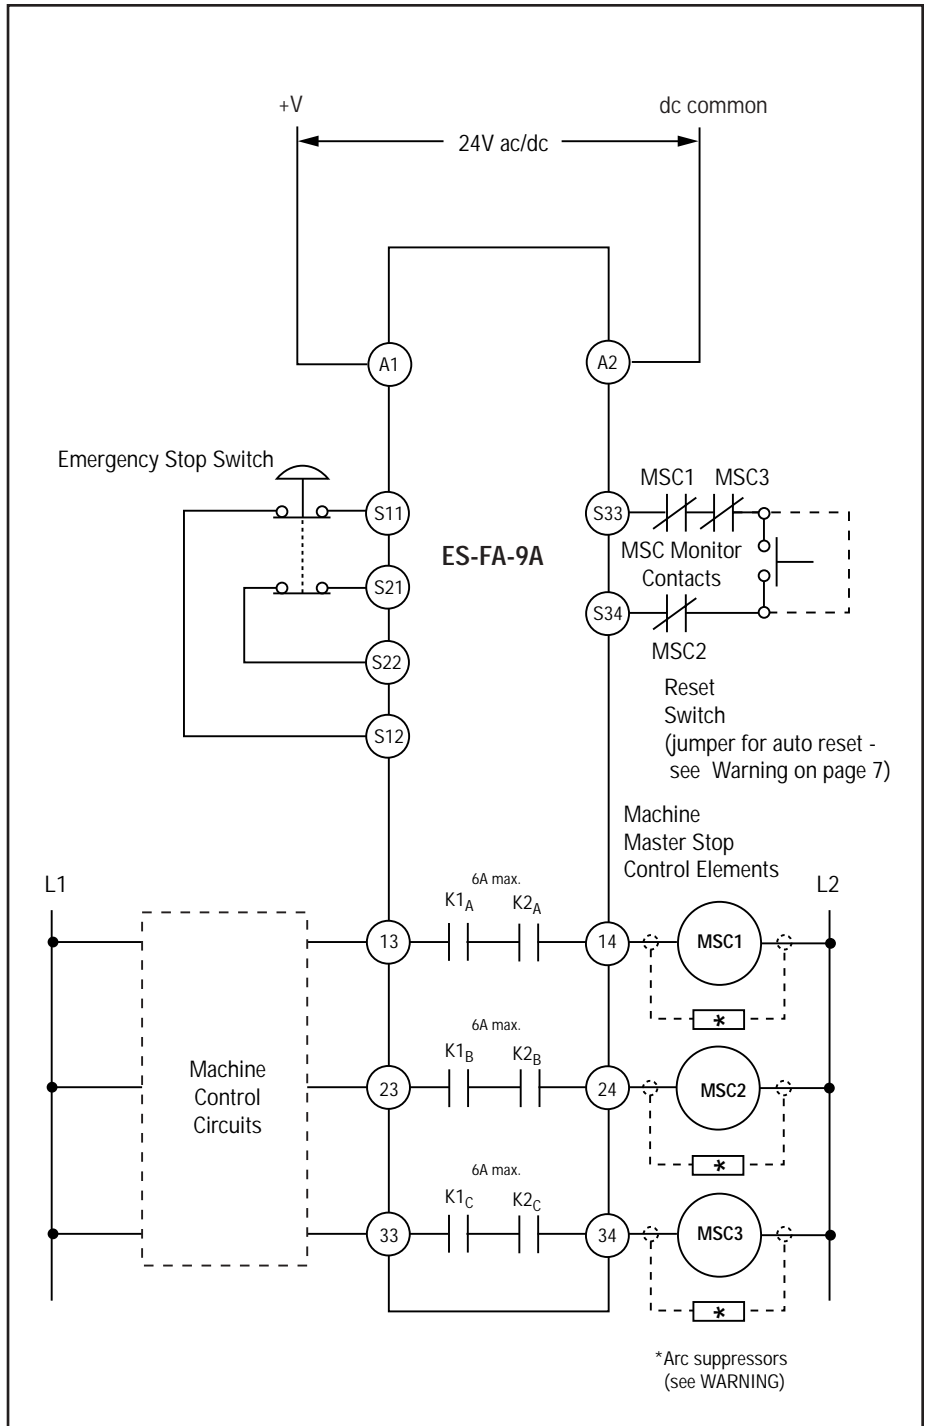 +V
dc common
24V ac/dc
A1
A2
Emergency Stop Switch
MSC1
MSC3
S11
S33
ES-FA-9A
MSC Monitor
Contacts
S21
S34
MSC2
S22
Reset
Switch
(jumper for auto reset -
see Warning on page 7)
S12
Machine
Master Stop
Control Elements
L1
L2
6A max.
K1A
K2A
13
14
MSC1
*
6A max.
K1B
K2B
Machine
Control
Circuits
23
24
MSC2
*
6A max.
K1C
K2C
33
34
MSC3
*
*Arc suppressors
(see WARNING)